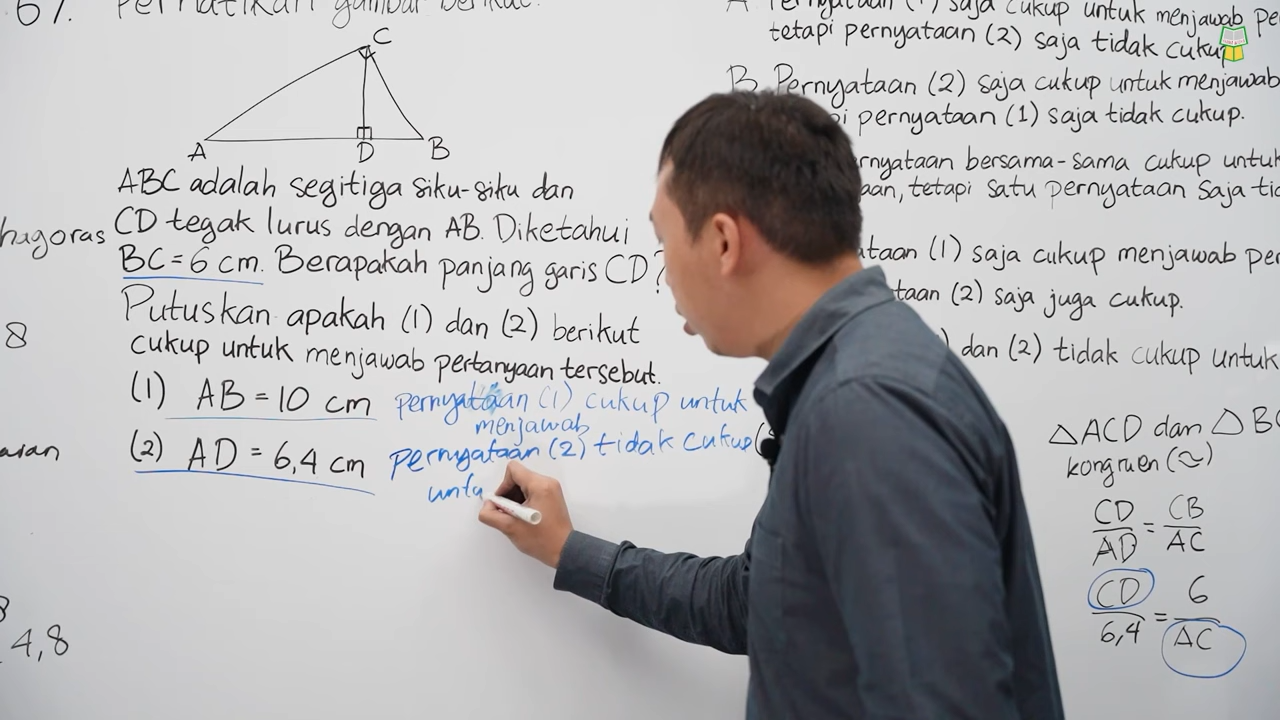 67. Perhatikan gambar berikut.
C
A
D
B
ABC adalah segitiga siku-siku dan
CD tegak lurus dengan AB. Diketahui
BC = 6 cm. Berapakah panjang garis CD?
Putuskan apakah (1) dan (2) berikut
cukup untuk menjawab pertanyaan tersebut.
(1) AB = 10 cm
pernyataan (1) cukup untuk
menjawab
(2) AD = 6,4 cm
pernyataan (2) tidak cukup
untu
hagoras
8
4,8
A. Pernyataan (1) saja cukup untuk menjawab pe
tetapi pernyataan (2) saja tidak cukup
B. Pernyataan (2) saja cukup untuk menjawab
pi pernyataan (1) saja tidak cukup.
rnyataan bersama-sama cukup untuk
aan, tetapi satu pernyataan saja tid
ataan (1) saja cukup menjawab per
taan (2) saja juga cukup.
) dan (2) tidak cukup untuk
△ACD dan △BC
kongruen (≈)
CD/AD = CB/AC
CD/6,4 = 6/AC